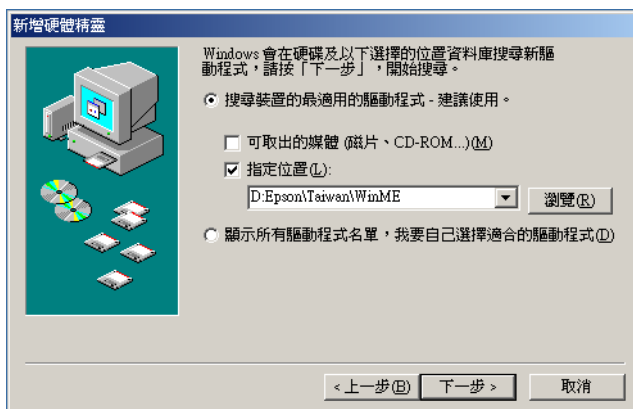 新增硬體精靈
Windows 會在硬碟及以下選擇的位置資料庫搜尋新驅
動程式，請按「下一步」，開始搜尋。
搜尋裝置的最適用的驅動程式 - 建議使用。
可取出的媒體 (磁片、CD-ROM...)(M)
指定位置(L):
D:Epson\Taiwan\WinME
瀏覽(R)
顯示所有驅動程式名單，我要自己選擇適合的驅動程式(D)
<上一步(B) 下一步 > 取消